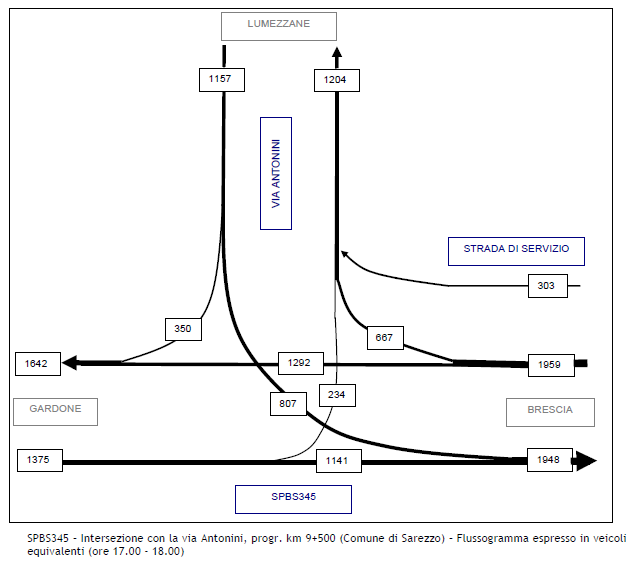 LUMEZZANE
1157
1204
VIA ANTONINI
STRADA DI SERVIZIO
303
350
667
1642
1292
1959
234
807
GARDONE
BRESCIA
1375
1141
1948
SPBS345
SPBS345 – Intersezione con la via Antonini, progr. km 9+500 (Comune di Sarezzo) – Flussogramma espresso in veicoli
equivalenti (ore 17.00 - 18.00)